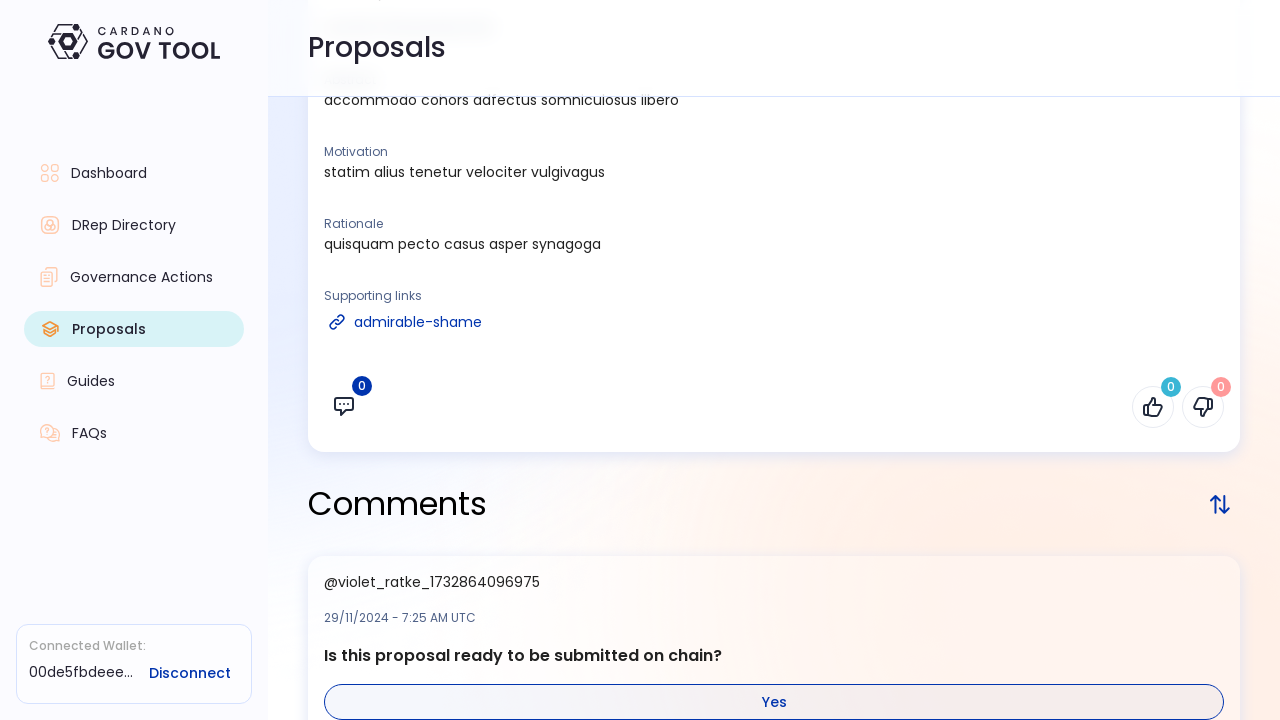 CARDANO
GOV TOOL
Dashboard
DRep Directory
Governance Actions
Proposals
Guides
FAQs
Connected Wallet:
00de5fbdeee...
Disconnect
Proposals
accommodo cohors adfectus somniculosus libero
Motivation
statim alius tenetur velociter vulgivagus
Rationale
quisquam pecto casus asper synagoga
Supporting links
admirable-shame
0
0
0
Comments
@violet_ratke_1732864096975
29/11/2024 - 7:25 AM UTC
Is this proposal ready to be submitted on chain?
Yes